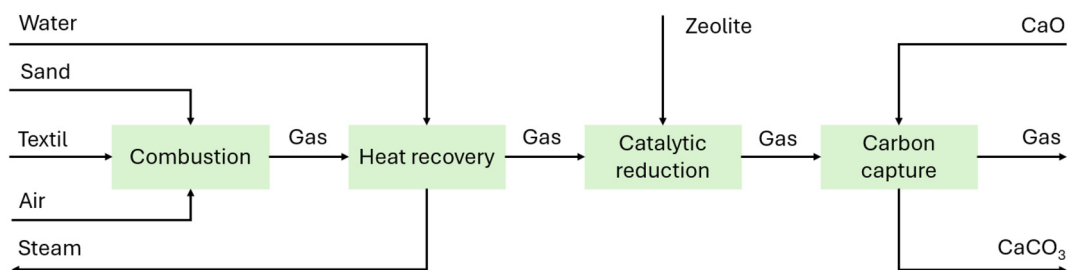 Water
Zeolite
CaO
Sand
Textil
Combustion
Gas
Heat recovery
Gas
Catalytic
reduction
Gas
Carbon
capture
Gas
Air
Steam
CaCO₃